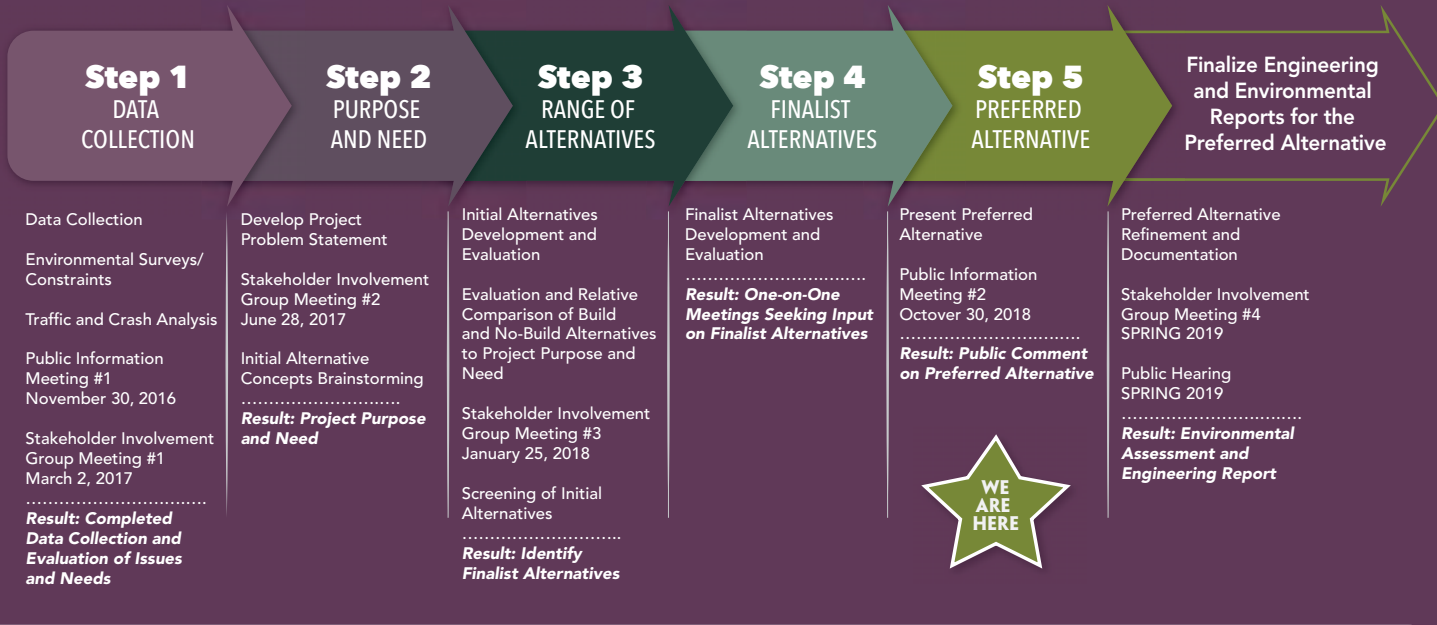 Step 1
DATA
COLLECTION
Step 2
PURPOSE
AND NEED
Step 3
RANGE OF
ALTERNATIVES
Step 4
FINALIST
ALTERNATIVES
Step 5
PREFERRED
ALTERNATIVE
Finalize Engineering
and Environmental
Reports for the
Preferred Alternative
Data Collection
Environmental Surveys/
Constraints
Traffic and Crash Analysis
Public Information
Meeting #1
November 30, 2016
Stakeholder Involvement
Group Meeting #1
March 2, 2017
Result: Completed
Data Collection and
Evaluation of Issues
and Needs
Develop Project
Problem Statement
Stakeholder Involvement
Group Meeting #2
June 28, 2017
Initial Alternative
Concepts Brainstorming
Result: Project Purpose
and Need
Initial Alternatives
Development and
Evaluation
Evaluation and Relative
Comparison of Build
and No-Build Alternatives
to Project Purpose and
Need
Stakeholder Involvement
Group Meeting #3
January 25, 2018
Screening of Initial
Alternatives
Result: Identify
Finalist Alternatives
Finalist Alternatives
Development and
Evaluation
Result: One-on-One
Meetings Seeking Input
on Finalist Alternatives
Present Preferred
Alternative
Public Information
Meeting #2
Octover 30, 2018
Result: Public Comment
on Preferred Alternative
WE
ARE
HERE
Preferred Alternative
Refinement and
Documentation
Stakeholder Involvement
Group Meeting #4
SPRING 2019
Public Hearing
SPRING 2019
Result: Environmental
Assessment and
Engineering Report